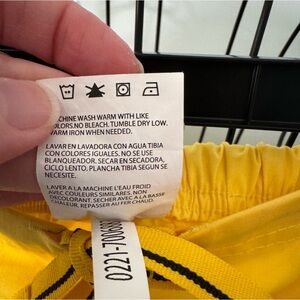 MACHINE WASH WARM WITH LIKE
COLORS NO BLEACH. TUMBLE DRY LOW.
WARM IRON WHEN NEEDED.
LAVAR EN LAVADORA CON AGUA TIBIA
CON COLORES IGUALES. NO SE USE
BLANQUEADOR. SECAR EN SECADORA,
CICLO LENTO. PLANCHA TIBIA SEGUN SE
NECESITE.
LAVER A LA MACHINE L'EAU FROID
AVEC COULEURS SIMILAIRES. NON
DECOLORANT. SECHER AVEC A LA BASSE
CHALEUR, REPASSER AU FER CHAUD.